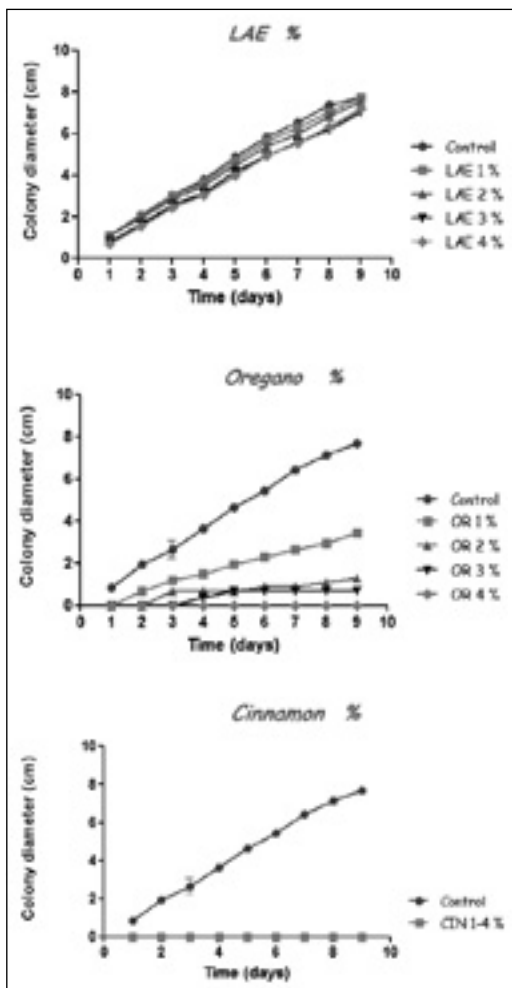 LAE %
Colony diameter (cm)
10
8
6
4
2
0
0 1 2 3 4 5 6 7 8 9 10
Time (days)
Control
LAE 1 %
LAE 2 %
LAE 3 %
LAE 4 %
Oregano %
Colony diameter (cm)
10
8
6
4
2
0
0 1 2 3 4 5 6 7 8 9 10
Time (days)
Control
OR 1 %
OR 2 %
OR 3 %
OR 4 %
Cinnamon %
Colony diameter (cm)
10
8
6
4
2
0
0 2 4 6 8 10
Time (days)
Control
CIN 1-4 %